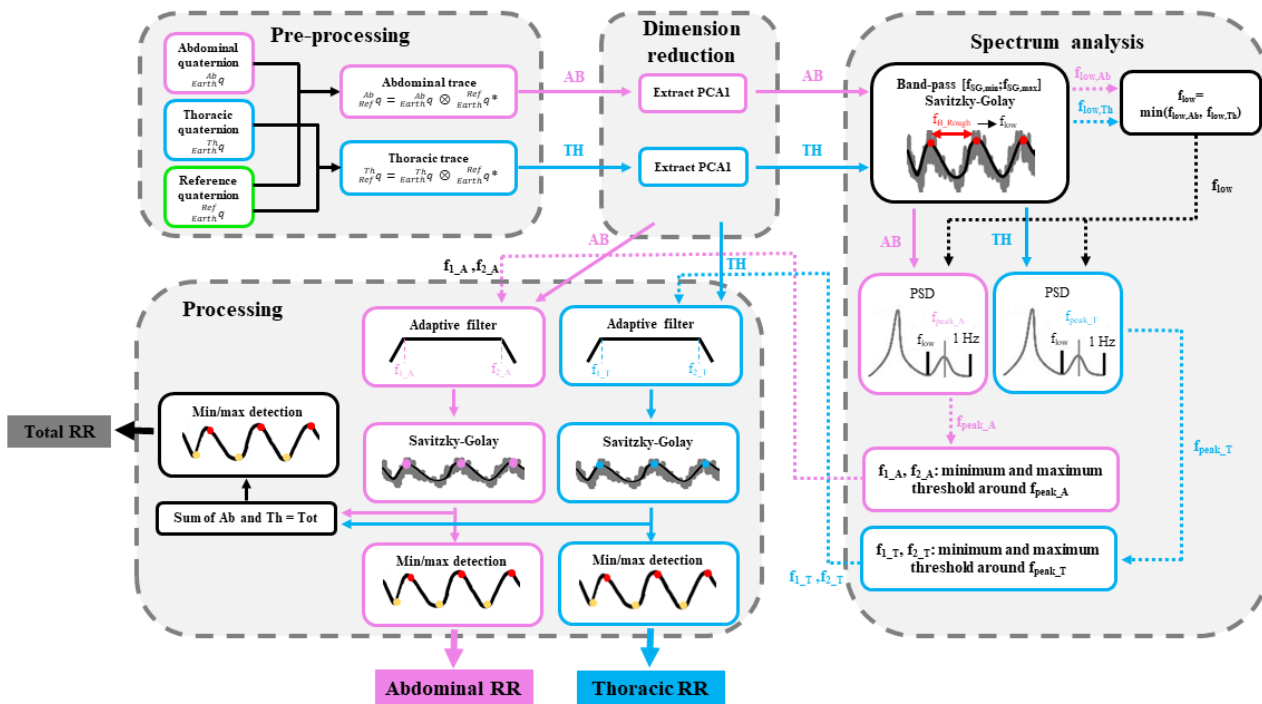 Pre-processing
Abdominal
quaternion
Ab
Earth q
Thoracic
quaternion
Th
Earth q
Reference
quaternion
Ref
Earth q
Abdominal trace
Ab Ref q = Ab Earth q ⊗ Ref Earth q*
Thoracic trace
Th Ref q = Th Earth q ⊗ Ref Earth q*
AB
TH
Dimension
reduction
Extract PCA1
Extract PCA1
AB
TH
AB
TH
Spectrum analysis
Band-pass [fSG,min;fSG,max]
Savitzky-Golay
fR_Rough → flow
flow,Ab
flow,Th
flow=
min(flow,Ab, flow,Th)
flow
AB
TH
PSD
fpeak_A
flow
1 Hz
PSD
fpeak_T
flow
1 Hz
fpeak_A
fpeak_T
f1_A, f2_A: minimum and maximum
threshold around fpeak_A
f1_T, f2_T: minimum and maximum
threshold around fpeak_T
f1_A ,f2_A
f1_T ,f2_T
Processing
Adaptive filter
f1_A
f2_A
Adaptive filter
f1_T
f2_T
Savitzky-Golay
Savitzky-Golay
Min/max detection
Sum of Ab and Th = Tot
Min/max detection
Min/max detection
Total RR
Abdominal RR
Thoracic RR